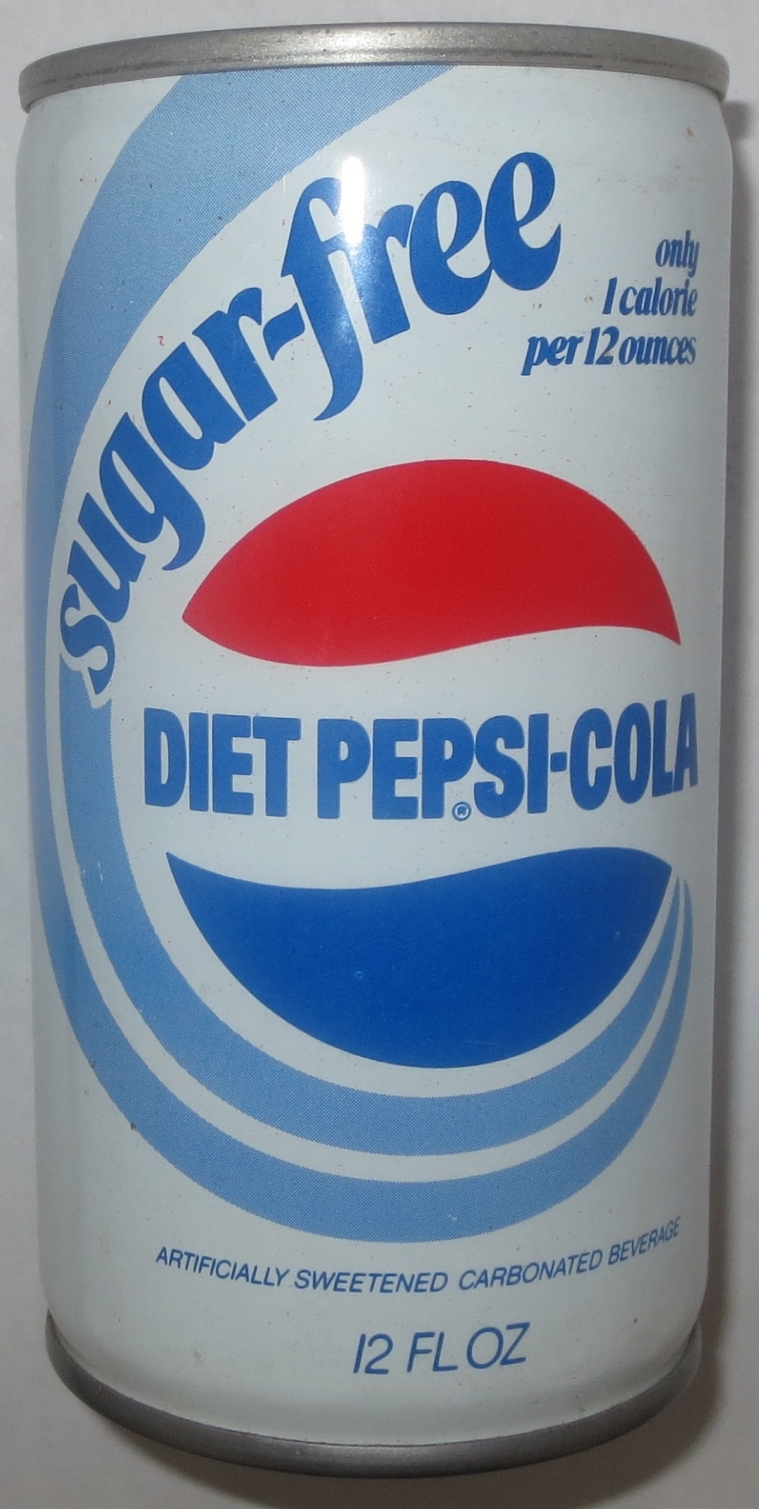 sugar-free
only
1 calorie
per 12 ounces
DIET PEPSI-COLA®
ARTIFICIALLY SWEETENED CARBONATED BEVERAGE
12 FL OZ